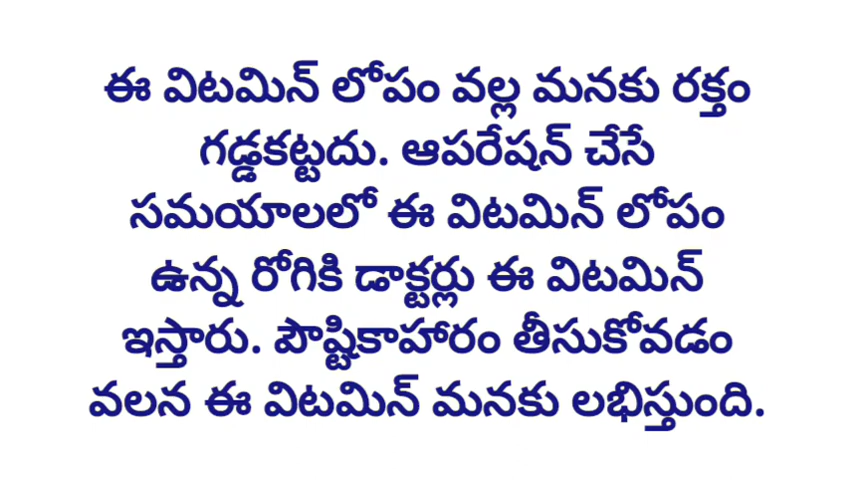 ఈ విటమిన్ లోపం వల్ల మనకు రక్తం
గడ్డకట్టదు. ఆపరేషన్ చేసే
సమయాలలో ఈ విటమిన్ లోపం
ఉన్న రోగికి డాక్టర్లు ఈ విటమిన్
ఇస్తారు. పౌష్టికాహారం తీసుకోవడం
వలన ఈ విటమిన్ మనకు లభిస్తుంది.